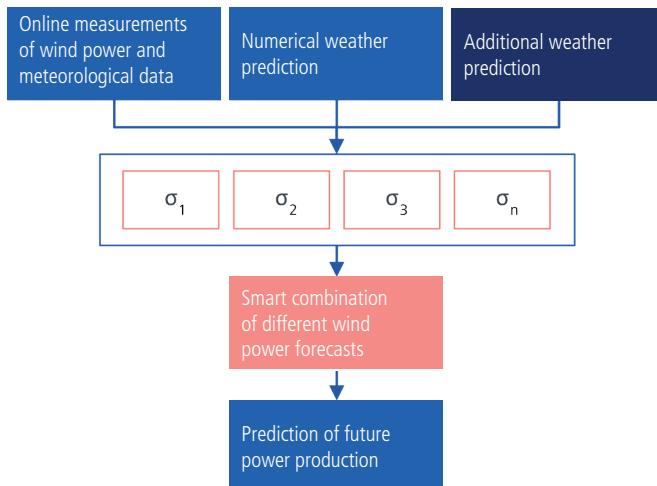 Online measurements
of wind power and
meteorological data
Numerical weather
prediction
Additional weather
prediction
σ1
σ2
σ3
σn
Smart combination
of different wind
power forecasts
Prediction of future
power production